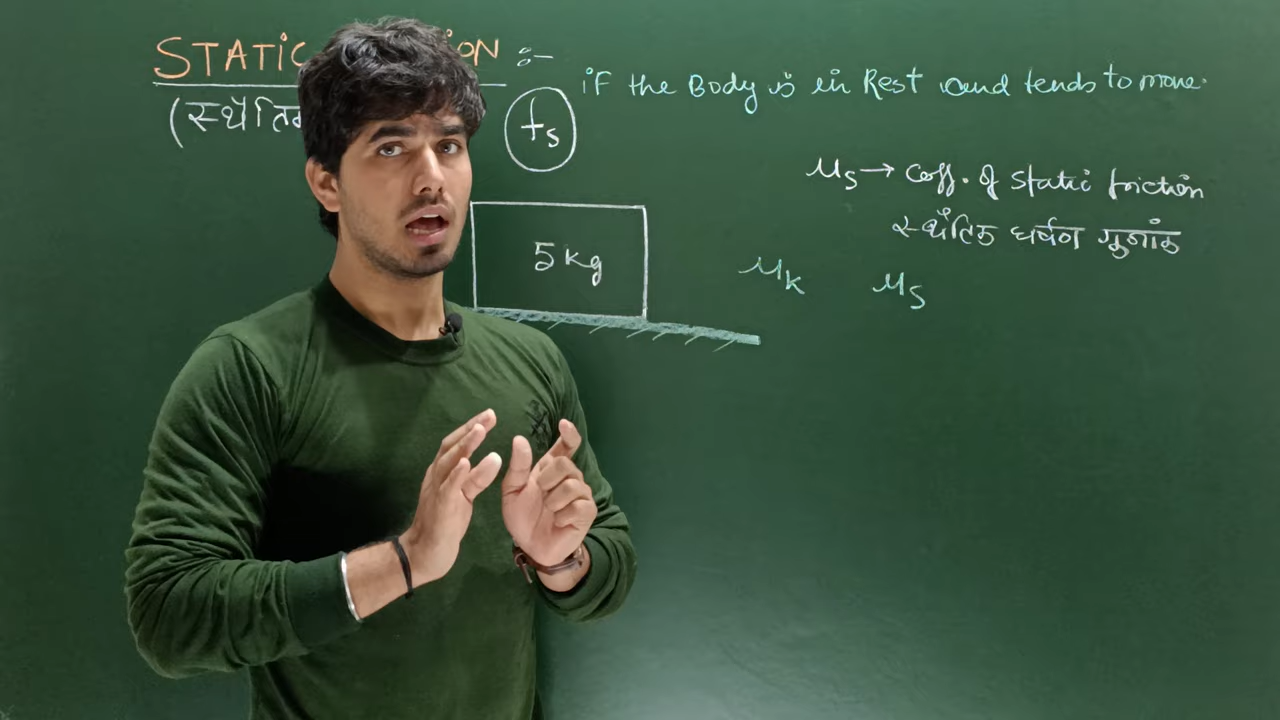 STATIC ION :-
if the Body is in Rest and tends to move.
(स्थैति
fs
μs → Coff. of static friction
स्थैतिक घर्षण गुणांक
5 kg
μk μs